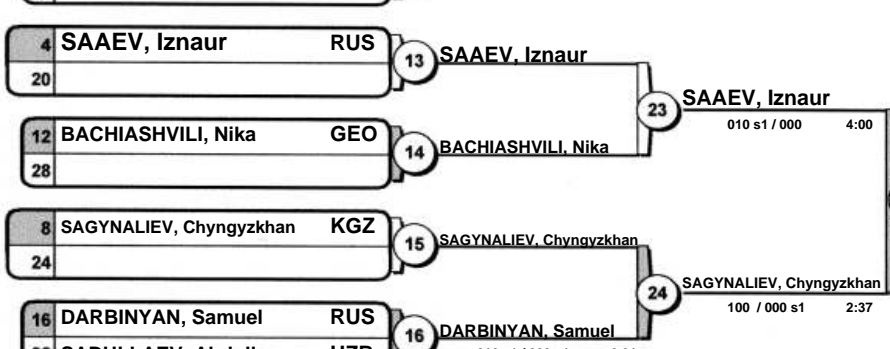 4 SAAEV, Iznaur RUS
20
13 SAAEV, Iznaur
12 BACHIASHVILI, Nika GEO
28
14 BACHIASHVILI, Nika
23 SAAEV, Iznaur
010 s1 / 000 4:00
8 SAGYNALIEV, Chyngyzkhan KGZ
24
15 SAGYNALIEV, Chyngyzkhan
16 DARBINYAN, Samuel RUS
16 DARBINYAN, Samuel
24 SAGYNALIEV, Chyngyzkhan
100 / 000 s1 2:37